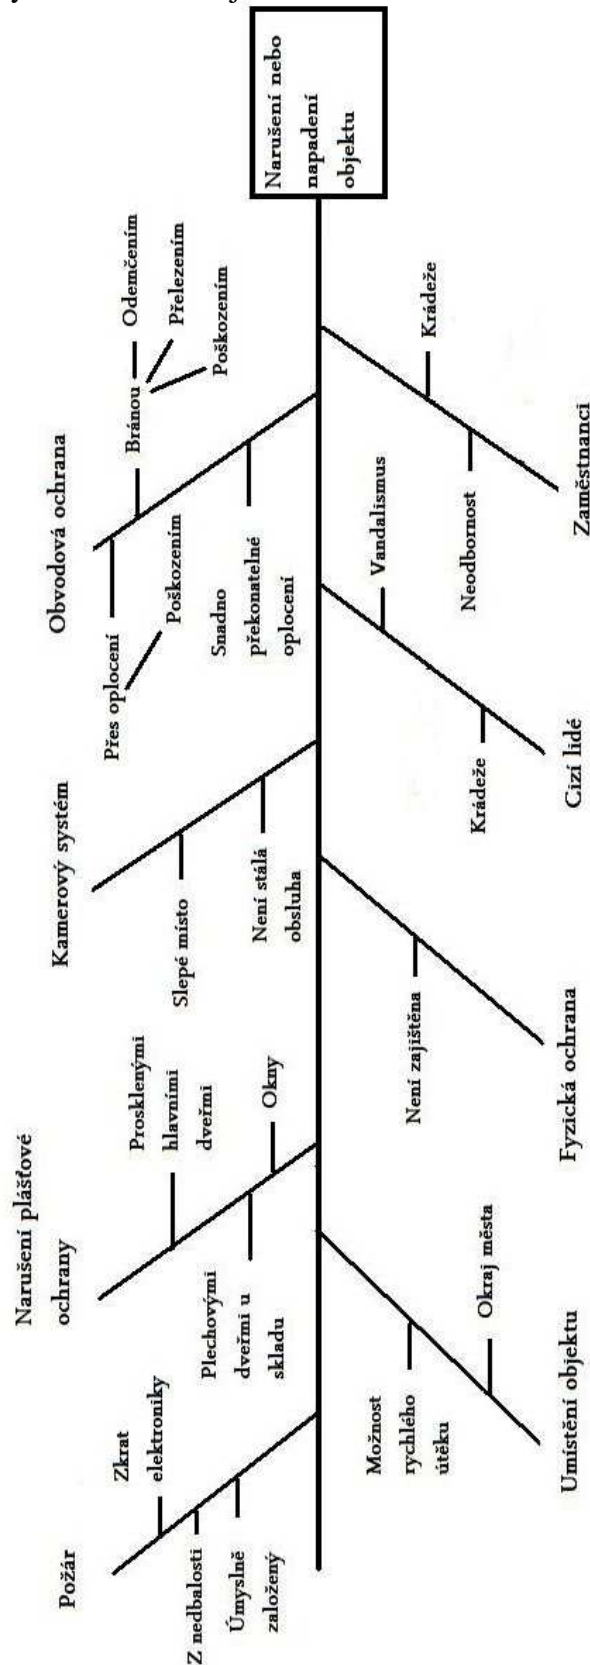 Narušení nebo
napadení
objektu
Obvodová ochrana
Bránou
Odemčením
Přelezením
Poškozením
Přes oplocení
Poškozením
Snadno
překonatelné
oplocení
Kamerový systém
Slepé místo
Není stálá
obsluha
Narušení plášťové
ochrany
Prosklenými
hlavními
dveřmi
Okny
Plechovými
dveřmi u
skladu
Požár
Zkrat
elektroniky
Z nedbalosti
Úmyslně
založený
Zaměstnanci
Krádeže
Neodbornost
Cizí lidé
Vandalismus
Krádeže
Fyzická ochrana
Není zajištěna
Umístění objektu
Možnost
rychlého
útěku
Okraj města